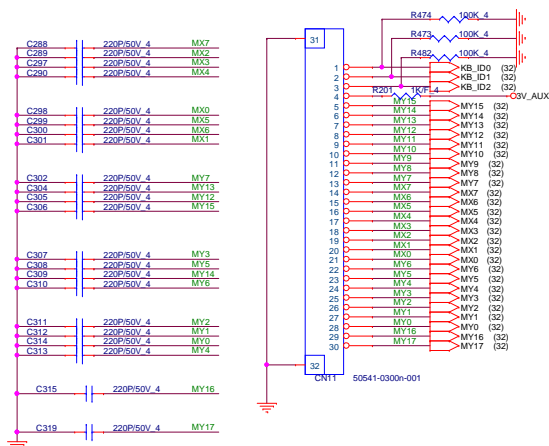 C288 220P/50V_4 MX7
C289 220P/50V_4 MX2
C297 220P/50V_4 MX3
C290 220P/50V_4 MX4
C298 220P/50V_4 MX0
C299 220P/50V_4 MX5
C300 220P/50V_4 MX6
C301 220P/50V_4 MX1
C302 220P/50V_4 MY7
C304 220P/50V_4 MY13
C305 220P/50V_4 MY12
C306 220P/50V_4 MY15
C307 220P/50V_4 MY3
C308 220P/50V_4 MY5
C309 220P/50V_4 MY14
C310 220P/50V_4 MY6
C311 220P/50V_4 MY2
C312 220P/50V_4 MY1
C314 220P/50V_4 MY0
C313 220P/50V_4 MY4
C315 220P/50V_4 MY16
C319 220P/50V_4 MY17
R474 100K_4
R473 100K_4
R482 100K_4
31
1 KB_ID0 (32)
2 KB_ID1 (32)
3 KB_ID2 (32)
4 R201 1K/F_4 3V_AUX
5 MY15 MY15 (32)
6 MY14 MY14 (32)
7 MY13 MY13 (32)
8 MY12 MY12 (32)
9 MY11 MY11 (32)
10 MY10 MY10 (32)
11 MY9 MY9 (32)
12 MY8 MY8 (32)
13 MY7 MY7 (32)
14 MX7 MX7 (32)
15 MX6 MX6 (32)
16 MX5 MX5 (32)
17 MX4 MX4 (32)
18 MX3 MX3 (32)
19 MX2 MX2 (32)
20 MX1 MX1 (32)
21 MX0 MX0 (32)
22 MY6 MY6 (32)
23 MY5 MY5 (32)
24 MY4 MY4 (32)
25 MY3 MY3 (32)
26 MY2 MY2 (32)
27 MY1 MY1 (32)
28 MY0 MY0 (32)
29 MY16 MY16 (32)
30 MY17 MY17 (32)
32
CN11 50541-0300n-001